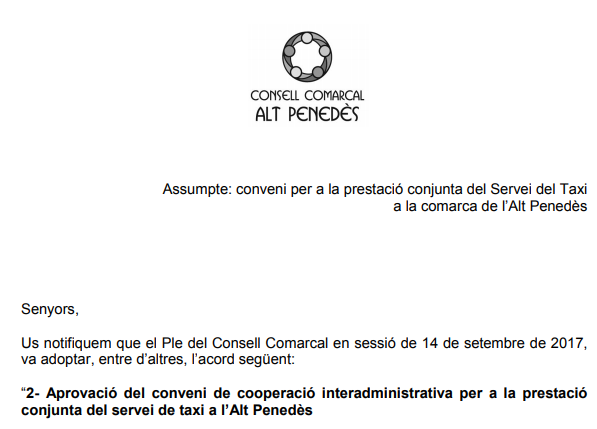 CONSELL COMARCAL
ALT PENEDÈS
Assumpte: conveni per a la prestació conjunta del Servei del Taxi
a la comarca de l’Alt Penedès
Senyors,
Us notifiquem que el Ple del Consell Comarcal en sessió de 14 de setembre de 2017,
va adoptar, entre d’altres, l’acord següent:
“2- Aprovació del conveni de cooperació interadministrativa per a la prestació
conjunta del servei de taxi a l’Alt Penedès